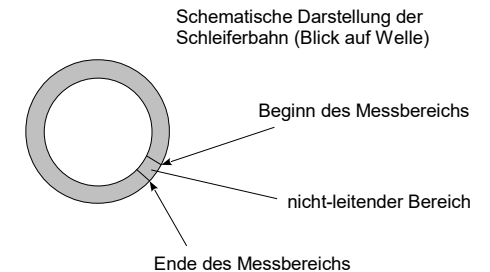 Schematische Darstellung der
Schleiferbahn (Blick auf Welle)
Beginn des Messbereichs
nicht-leitender Bereich
Ende des Messbereichs